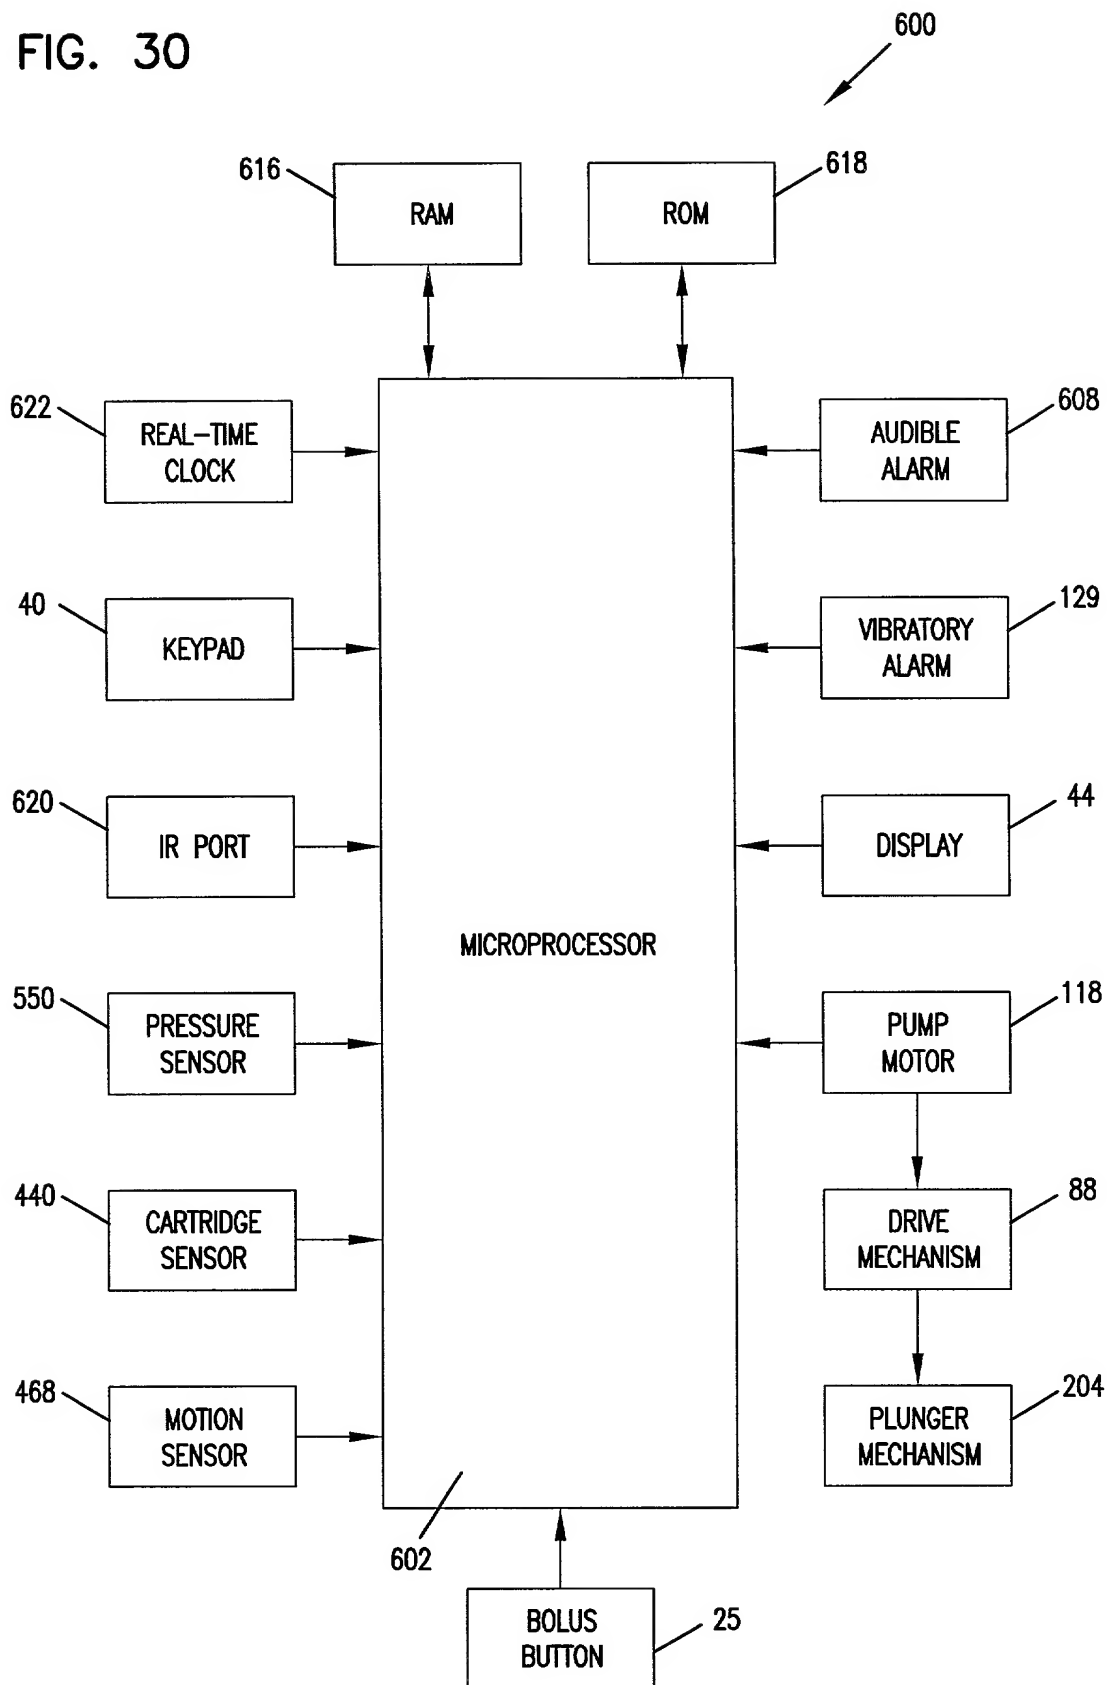 FIG. 30
600
616
RAM
618
ROM
622
REAL-TIME
CLOCK
608
AUDIBLE
ALARM
40
KEYPAD
129
VIBRATORY
ALARM
620
IR PORT
44
DISPLAY
MICROPROCESSOR
550
PRESSURE
SENSOR
118
PUMP
MOTOR
440
CARTRIDGE
SENSOR
88
DRIVE
MECHANISM
468
MOTION
SENSOR
204
PLUNGER
MECHANISM
602
25
BOLUS
BUTTON